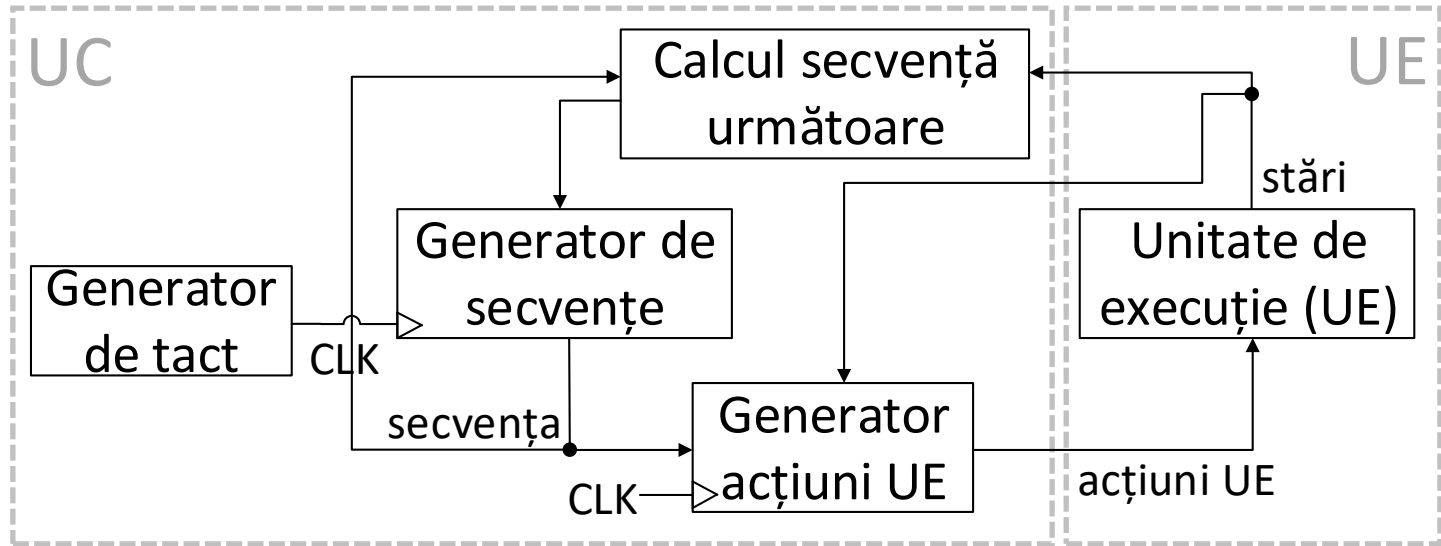 UC
UE
Calcul secvență
următoare
stări
Generator de
secvențe
Unitate de
execuție (UE)
Generator
de tact
CLK
secvența
Generator
acțiuni UE
CLK
acțiuni UE